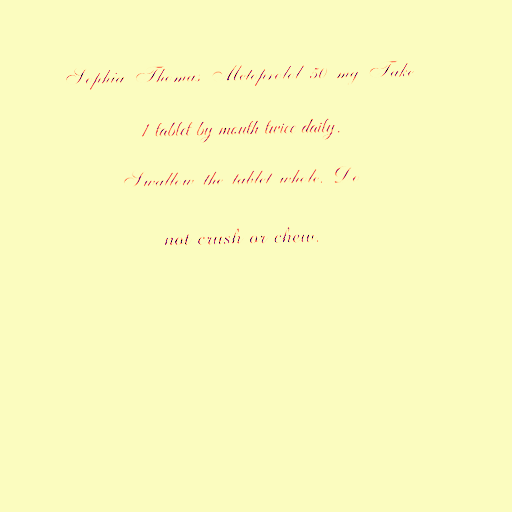 Sophia Thomas Metoprolol 50 mg Take
1 tablet by mouth twice daily.
Swallow the tablet whole. Do
not crush or chew.